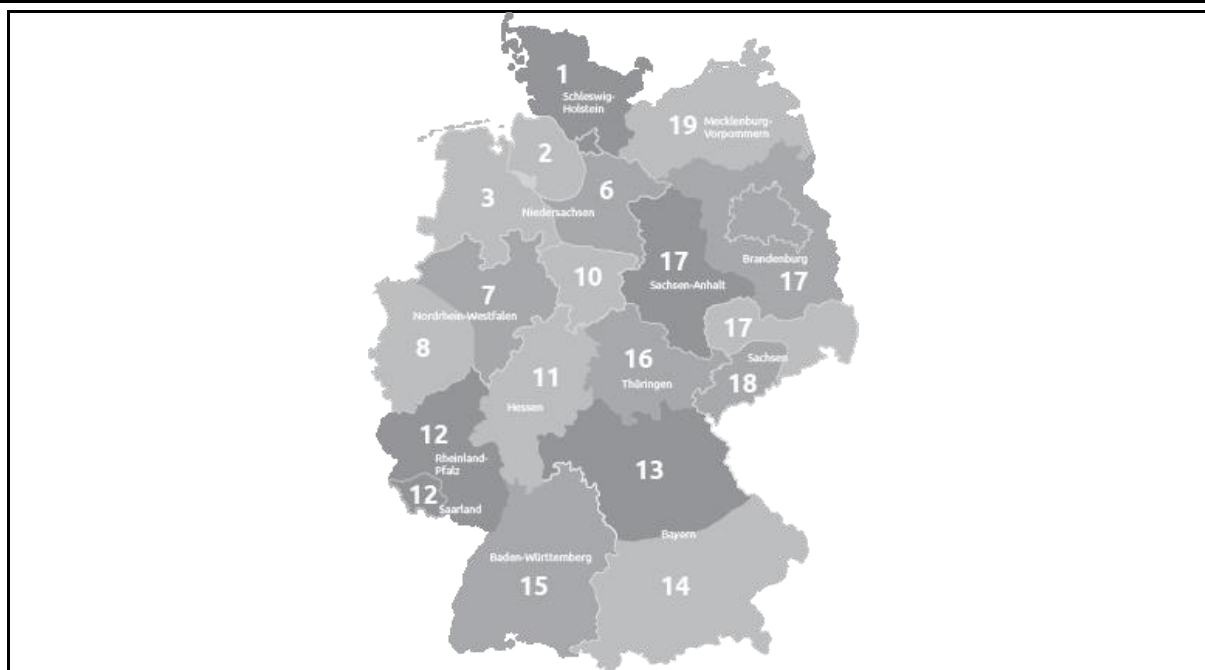 1
Schleswig-
Holstein
19 Mecklenburg-
Vorpommern
2
6
3
Niedersachsen
17
Sachsen-Anhalt
Brandenburg
17
10
7
Nordrhein-Westfalen
8
17
Sachsen
18
16
Thüringen
11
Hessen
12
Rheinland-
Pfalz
12
Saarland
13
Bayern
Baden-Württemberg
15
14